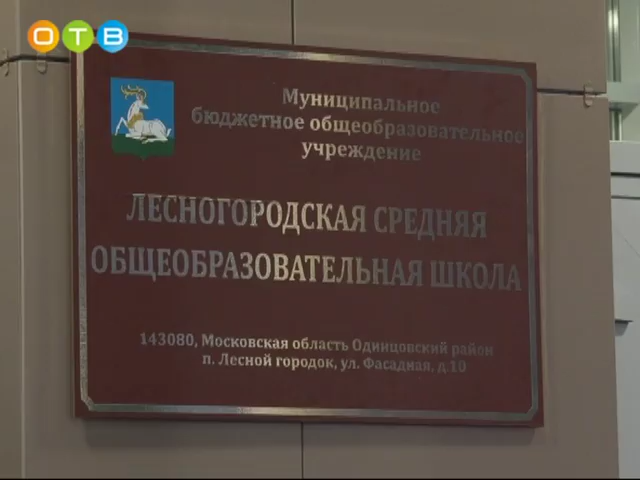 ОТВ
Муниципальное
бюджетное общеобразовательное
учреждение
ЛЕСНОГОРОДСКАЯ СРЕДНЯЯ
ОБЩЕОБРАЗОВАТЕЛЬНАЯ ШКОЛА
143080, Московская область Одинцовский район
п. Лесной городок, ул. Фасадная, д.10